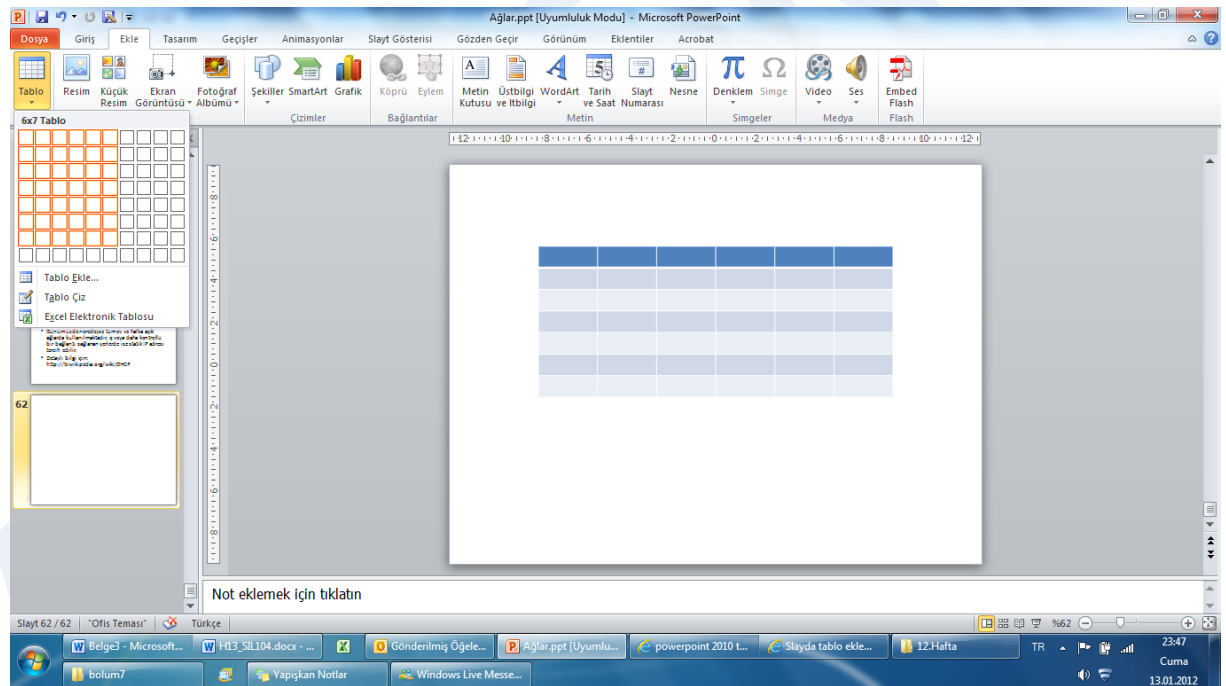 Ağlar.ppt [Uyumluluk Modu] - Microsoft PowerPoint
Dosya Giriş Ekle Tasarım Geçişler Animasyonlar Slayt Gösterisi Gözden Geçir Görünüm Eklentiler Acrobat
Tablo Resim Küçük Resim Ekran Görüntüsü Fotoğraf Albümü Şekiller SmartArt Grafik Köprü Eylem Metin Kutusu Üstbilgi ve ltbilgi WordArt Tarih ve Saat Slayt Numarası Nesne Denklem Simge Video Ses Embed Flash
Çizimler Bağlantılar Metin Simgeler Medya Flash
6x7 Tablo
Tablo Ekle...
Tablo Çiz
Excel Elektronik Tablosu
62
Not eklemek için tıklatın
Slayt 62 / 62 "Ofis Teması" Türkçe %62
Belge3 - Microsoft... H13_SIL104.docx - ... Gönderilmiş Öğele... Ağlar.ppt [Uyumlu... powerpoint 2010 t... Slayda tablo ekle... 12.Hafta TR 23:47
Cuma
bolum7 Yapışkan Notlar Windows Live Messe... 13.01.2012